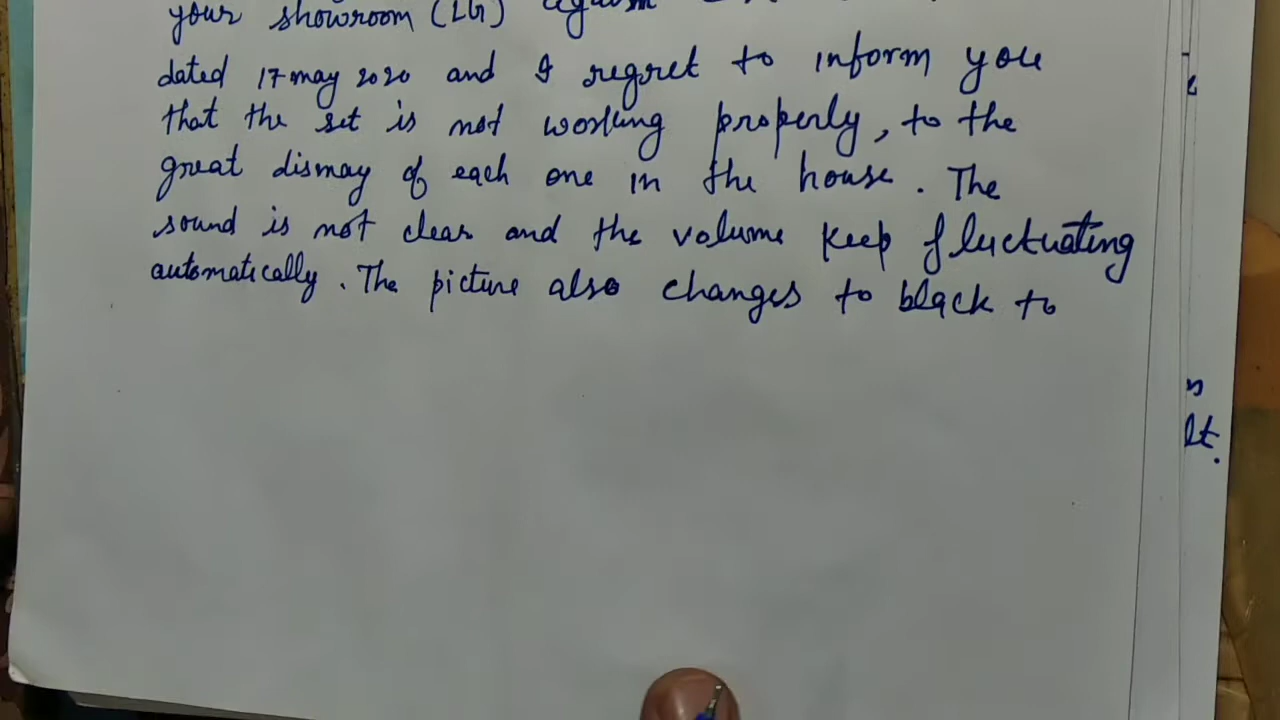 your showroom (LG)
dated 17 may 2020 and I regret to inform you
that the set is not working properly, to the
great dismay of each one in the house. The
sound is not clear and the volume keep fluctuating
automatically. The picture also changes to black to
lt.